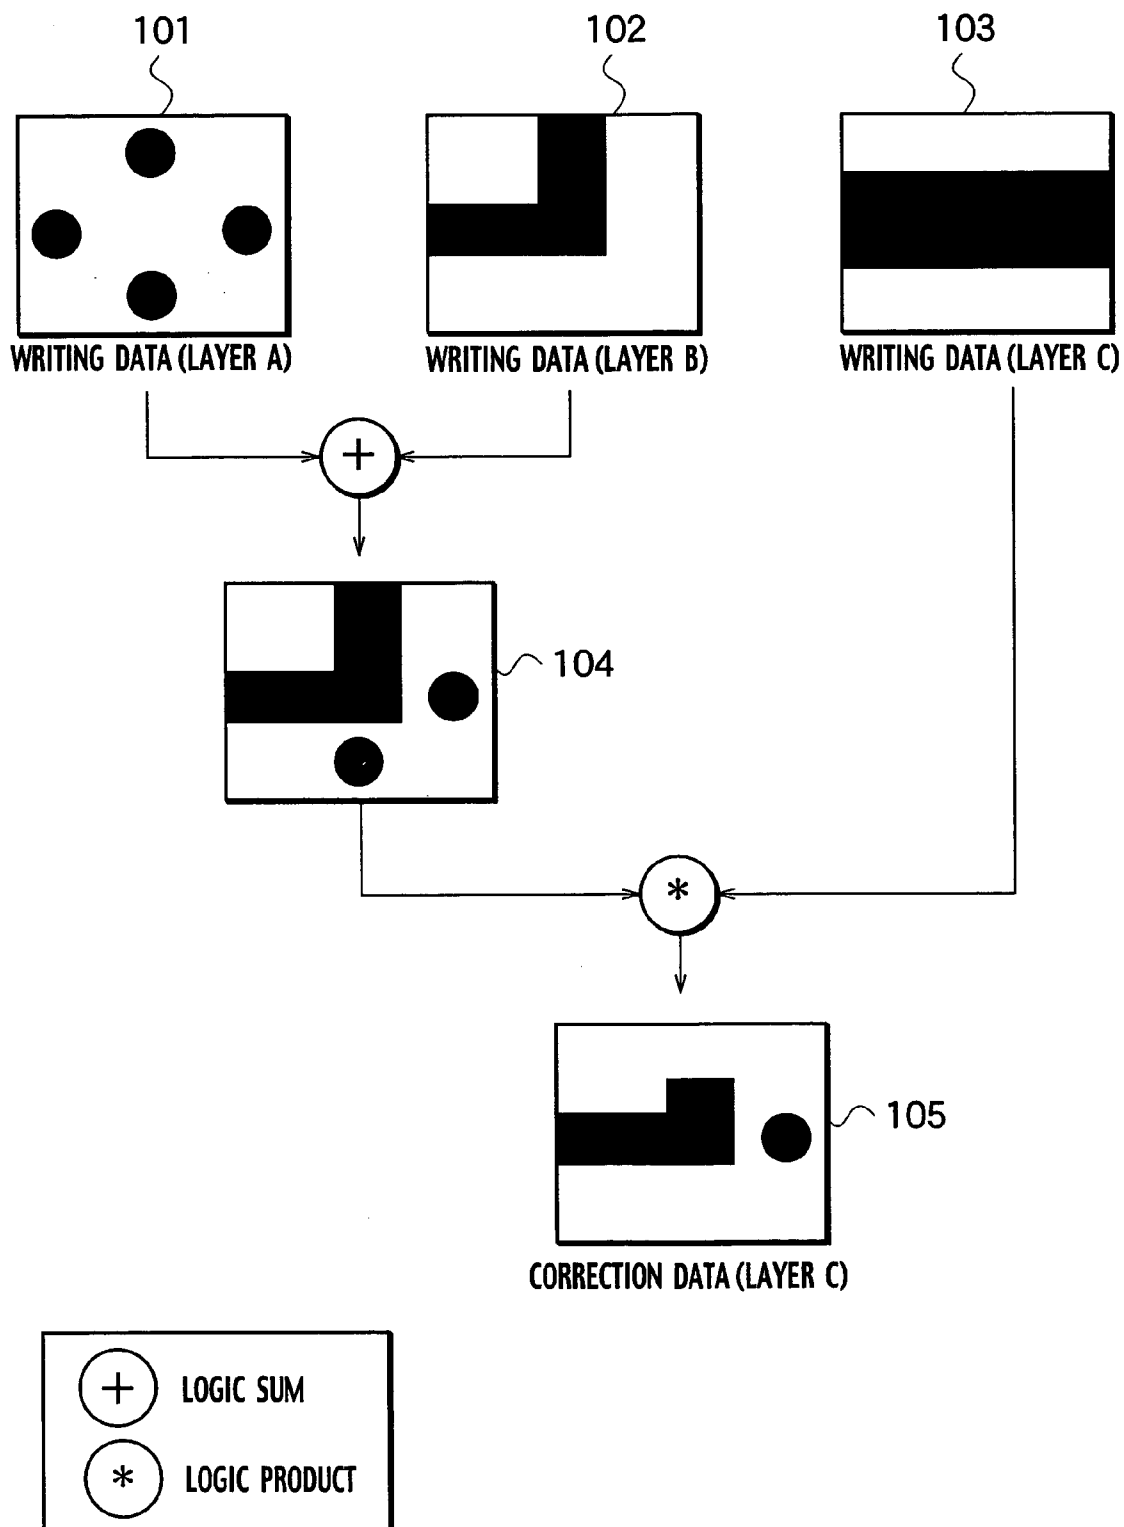 101
102
103
WRITING DATA (LAYER A)
WRITING DATA (LAYER B)
WRITING DATA (LAYER C)
+
104
*
105
CORRECTION DATA (LAYER C)
+ LOGIC SUM
* LOGIC PRODUCT